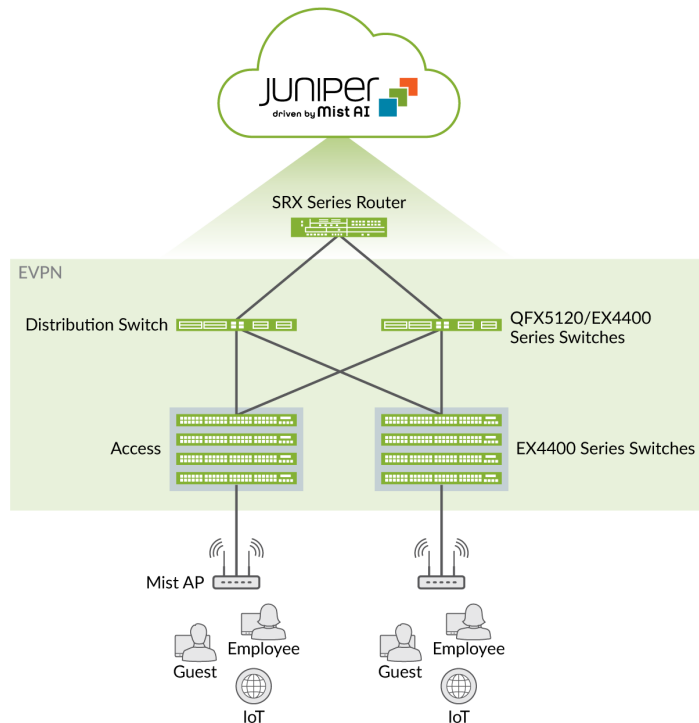 JUNIPER
driven by Mist AI
SRX Series Router
EVPN
Distribution Switch
QFX5120/EX4400
Series Switches
Access
EX4400 Series Switches
Mist AP
Employee
Guest
IoT
Employee
Guest
IoT